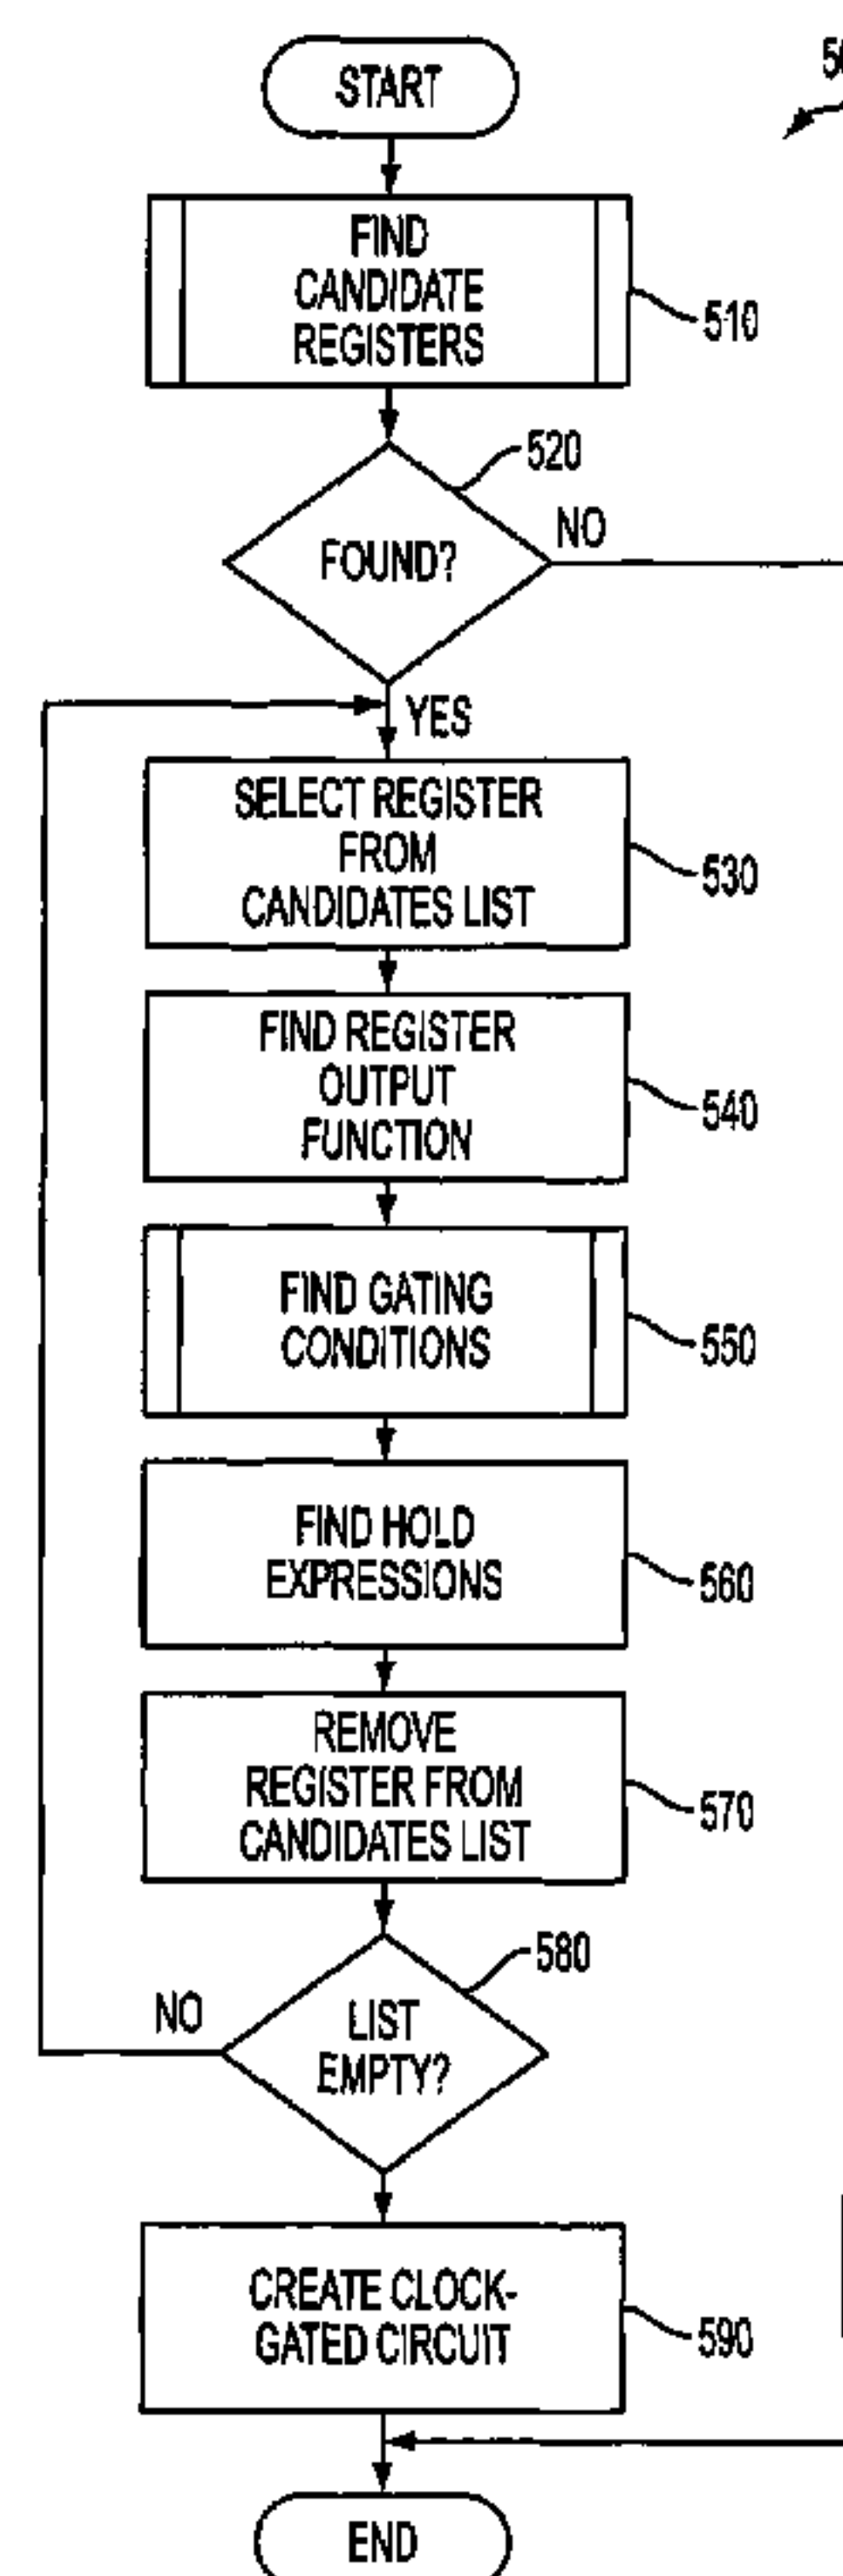 START
FIND
CANDIDATE
REGISTERS
510
520
FOUND?
NO
YES
SELECT REGISTER
FROM
CANDIDATES LIST
530
FIND REGISTER
OUTPUT
FUNCTION
540
FIND GATING
CONDITIONS
550
FIND HOLD
EXPRESSIONS
560
REMOVE
REGISTER FROM
CANDIDATES LIST
570
580
NO
LIST
EMPTY?
CREATE CLOCK-
GATED CIRCUIT
590
END